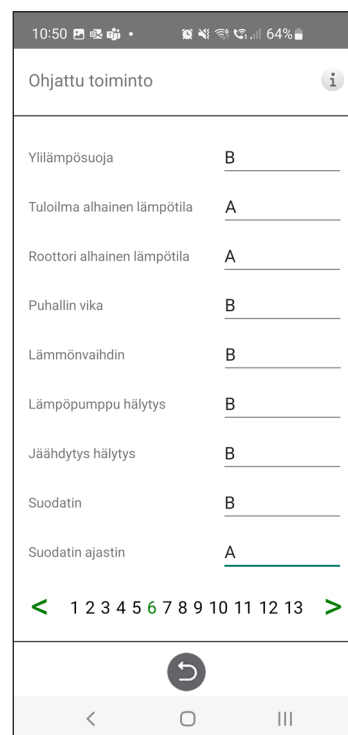 10:50 64%
Ohjattu toiminto i
Ylilämpösuoja B
Tuloilma alhainen lämpötila A
Roottori alhainen lämpötila A
Puhallin vika B
Lämmönvaihdin B
Lämpöpumppu hälytys B
Jäähdytys hälytys B
Suodatin B
Suodatin ajastin A
< 1 2 3 4 5 6 7 8 9 10 11 12 13 >